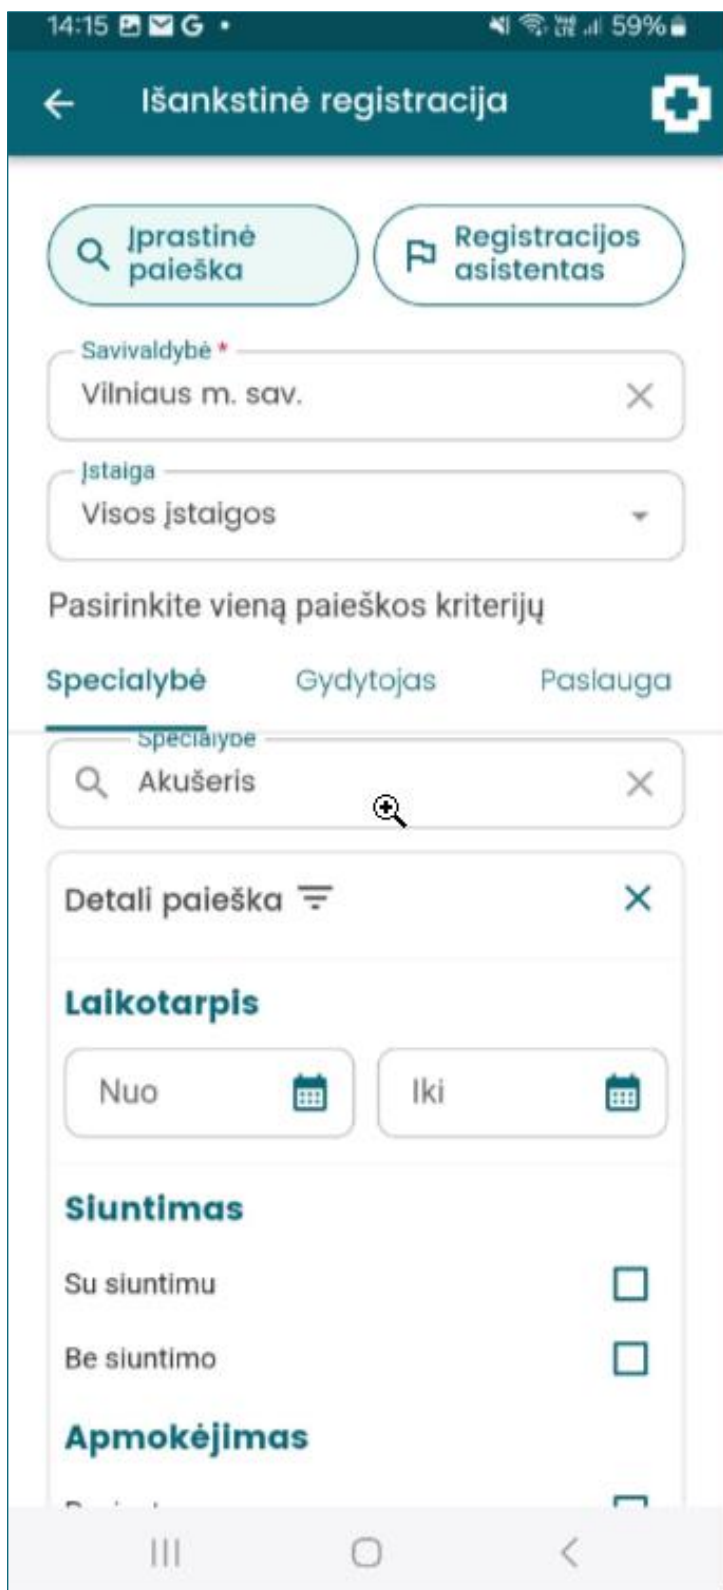 14:15 G
59%
Išankstinė registracija
Įprastinė
paieška
Registracijos
asistentas
Savivaldybė *
Vilniaus m. sav.
Įstaiga
Visos įstaigos
Pasirinkite vieną paieškos kriterijų
Specialybė Gydytojas Paslauga
Specialybė
Akušeris
Detali paieška
Laikotarpis
Nuo Iki
Siuntimas
Su siuntimu
Be siuntimo
Apmokėjimas